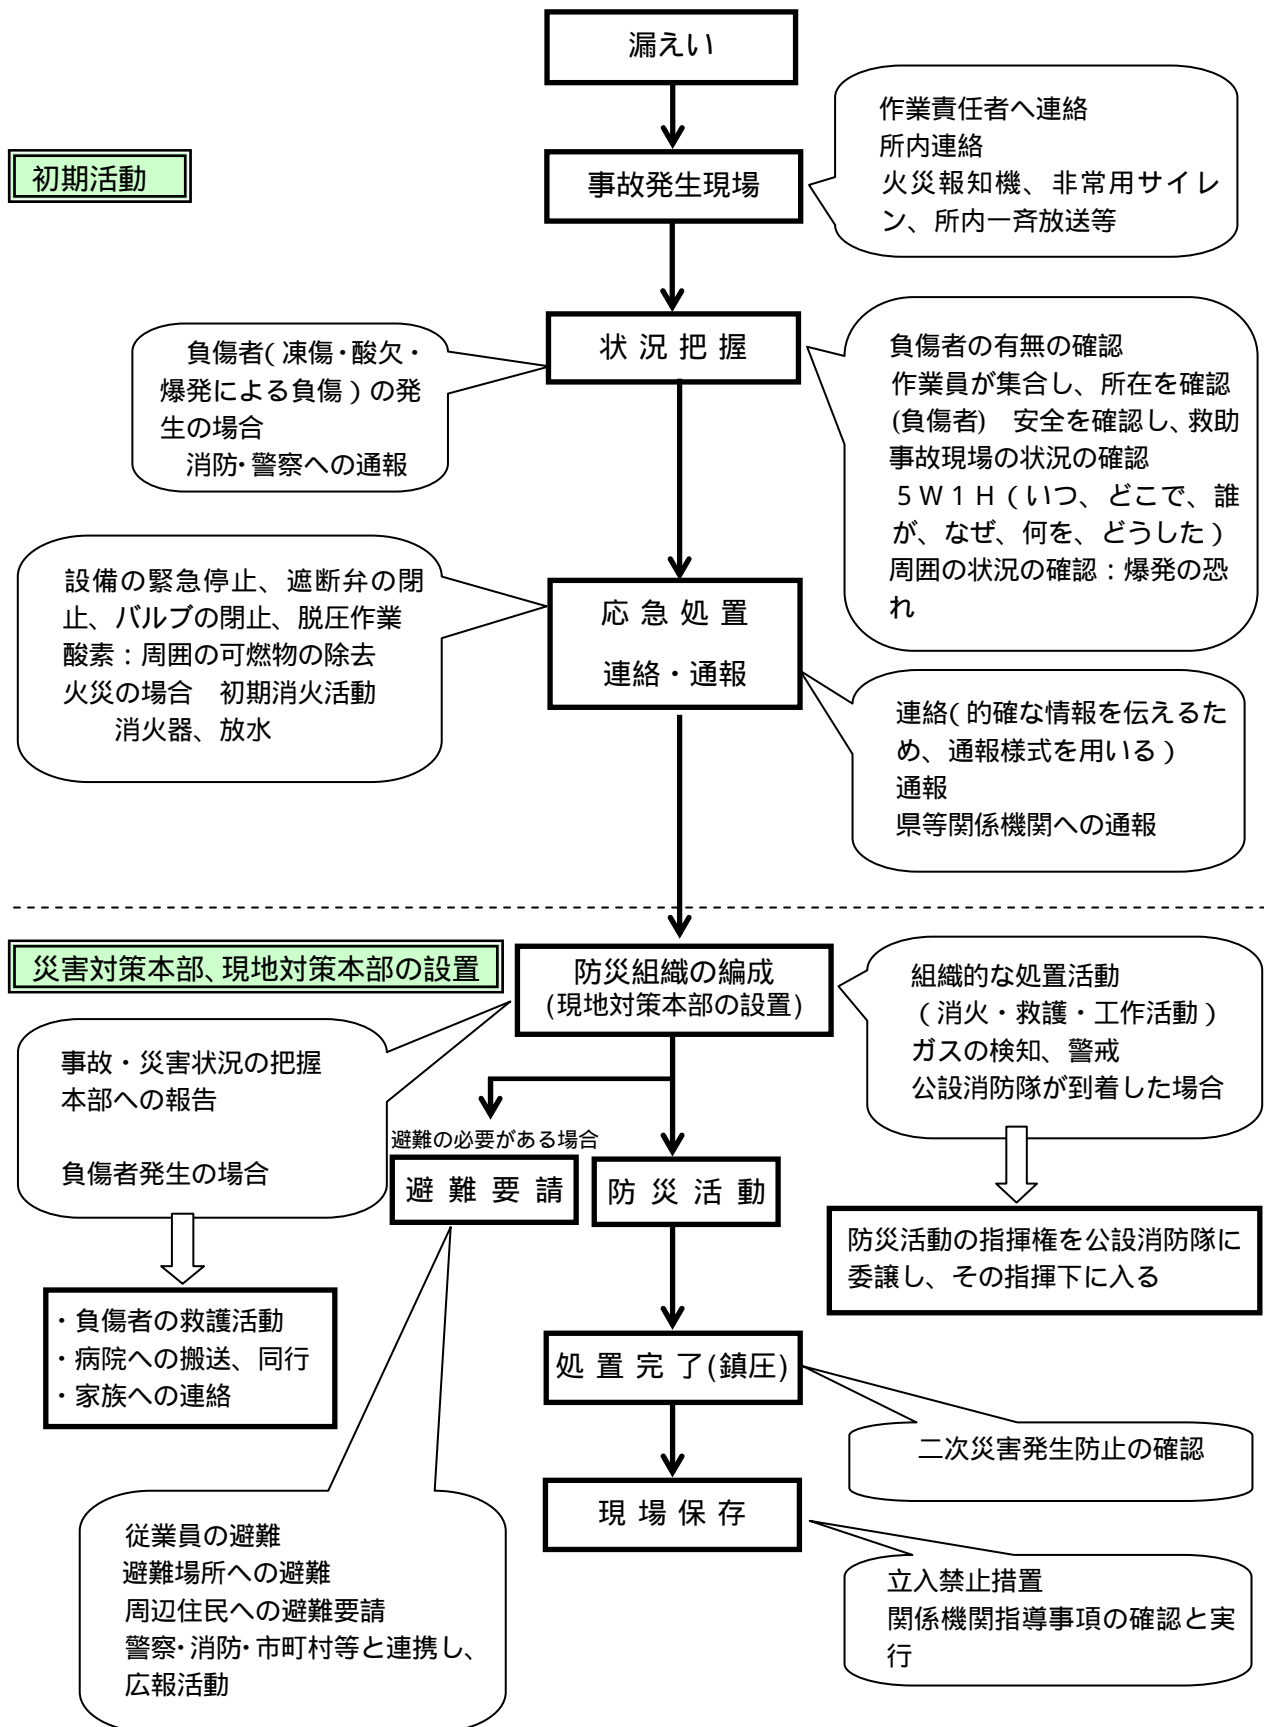 漏えい
作業責任者へ連絡
所内連絡
火災報知機、非常用サイレ
ン、所内一斉放送等
初期活動
事故発生現場
状況把握
負傷者(凍傷・酸欠・
爆発による負傷)の発
生の場合
消防・警察への通報
負傷者の有無の確認
作業員が集合し、所在を確認
(負傷者)　安全を確認し、救助
事故現場の状況の確認
５Ｗ１Ｈ(いつ、どこで、誰
が、なぜ、何を、どうした)
周囲の状況の確認：爆発の恐
れ
設備の緊急停止、遮断弁の閉
止、バルブの閉止、脱圧作業
酸素：周囲の可燃物の除去
火災の場合　初期消火活動
消火器、放水
応急処置
連絡・通報
連絡(的確な情報を伝えるた
め、通報様式を用いる)
通報
県等関係機関への通報
災害対策本部、現地対策本部の設置
防災組織の編成
(現地対策本部の設置)
組織的な処置活動
(消火・救護・工作活動)
ガスの検知、警戒
公設消防隊が到着した場合
事故・災害状況の把握
本部への報告
負傷者発生の場合
避難の必要がある場合
避難要請
防災活動
防災活動の指揮権を公設消防隊に
委譲し、その指揮下に入る
・負傷者の救護活動
・病院への搬送、同行
・家族への連絡
処置完了(鎮圧)
二次災害発生防止の確認
現場保存
従業員の避難
避難場所への避難
周辺住民への避難要請
警察・消防・市町村等と連携し、
広報活動
立入禁止措置
関係機関指導事項の確認と実
行